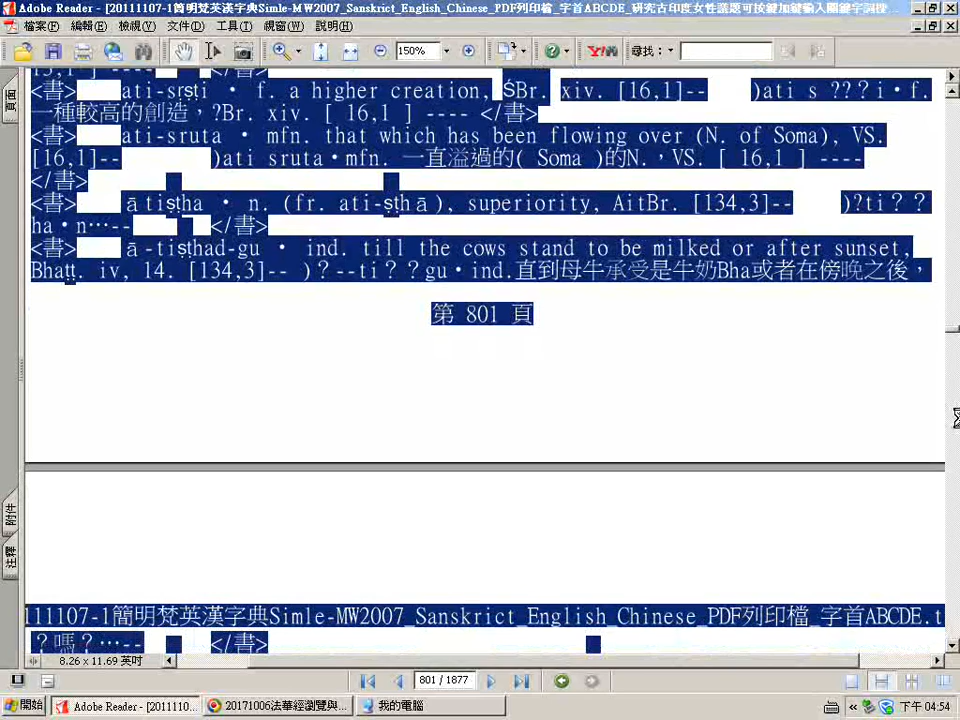 Adobe Reader - [20111107-1簡明梵英漢字典Simle-MW2007_Sanskrict_English_Chinese_PDF列印檔_字首ABCDE_研究古印度女性議題可按鍵鍵輸入關鍵字詞搜
檔案(F) 編輯(E) 檢視(V) 文件(D) 工具(T) 視窗(W) 說明(H)
150% Y! 尋找：
頁面
15,1] ---- </書>
<書> ati-sṛṣṭi · f. a higher creation, ŚBr. xiv. [16,1]-- )ati s ???i·f.
一種較高的創造，?Br. xiv. [ 16,1 ] ---- </書>
<書> ati-sruta · mfn. that which has been flowing over (N. of Soma), VS.
[16,1]-- )ati sruta·mfn. 一直溢過的( Soma )的N.，VS. [ 16,1 ] ----
</書>
<書> ātiṣṭha · n. (fr. ati-ṣṭhā), superiority, AitBr. [134,3]-- )?ti??
ha·n…-- </書>
<書> ā-tiṣṭhad-gu · ind. till the cows stand to be milked or after sunset,
Bhaṭṭ. iv, 14. [134,3]-- )?--ti??gu·ind.直到母牛承受是牛奶Bha或者在傍晚之後，
第 801 頁
附件
注釋
111107-1簡明梵英漢字典Simle-MW2007_Sanskrict_English_Chinese_PDF列印檔_字首ABCDE.t
?嗎?…-- </書>
8.26 x 11.69 英吋
801 / 1877
開始 Adobe Reader - [2011110... 20171006法華經瀏覽與... 我的電腦 下午 04:54